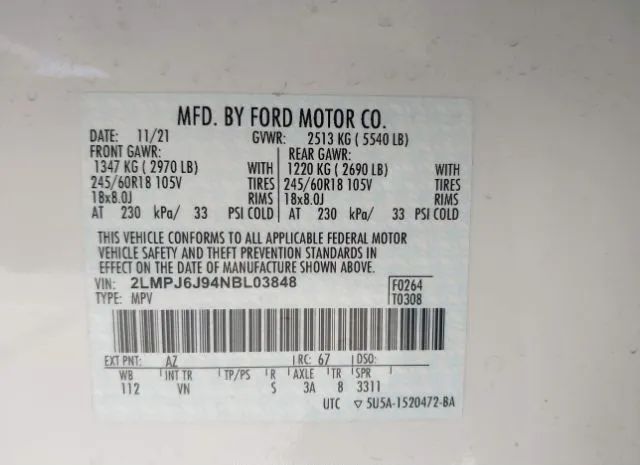 MFD. BY FORD MOTOR CO.
DATE: 11/21 GVWR: 2513 KG ( 5540 LB)
FRONT GAWR: REAR GAWR:
1347 KG ( 2970 LB) WITH 1220 KG ( 2690 LB) WITH
245/60R18 105V TIRES 245/60R18 105V TIRES
18x8.0J RIMS 18x8.0J RIMS
AT 230 kPa/ 33 PSI COLD AT 230 kPa/ 33 PSI COLD
THIS VEHICLE CONFORMS TO ALL APPLICABLE FEDERAL MOTOR
VEHICLE SAFETY AND THEFT PREVENTION STANDARDS IN
EFFECT ON THE DATE OF MANUFACTURE SHOWN ABOVE.
VIN: 2LMPJ6J94NBL03848 F0264
TYPE: MPV T0308
EXT PNT: AZ RC: 67 DSO:
WB INT TR TP/PS R AXLE TR SPR
112 VN S 3A 8 3311
UTC ▽ 5U5A-1520472-BA